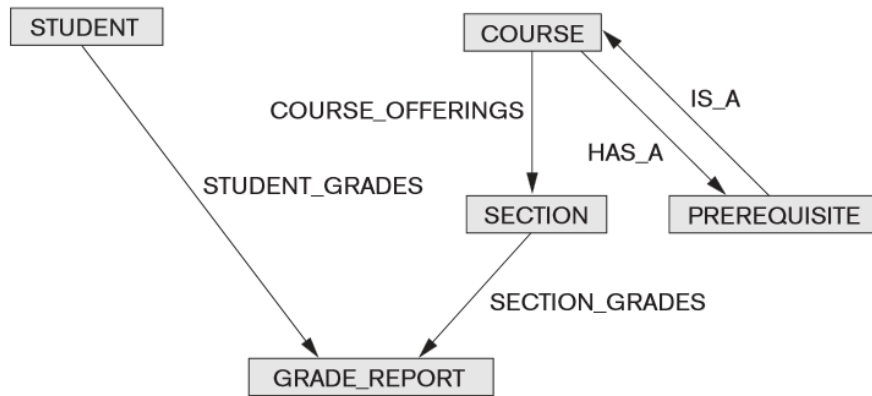 STUDENT
COURSE
IS_A
COURSE_OFFERINGS
HAS_A
STUDENT_GRADES
SECTION
PREREQUISITE
SECTION_GRADES
GRADE_REPORT